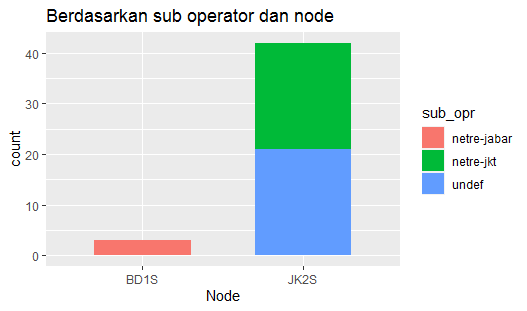 Berdasarkan sub operator dan node
count
40
30
20
10
0
BD1S
JK2S
Node
sub_opr
netre-jabar
netre-jkt
undef